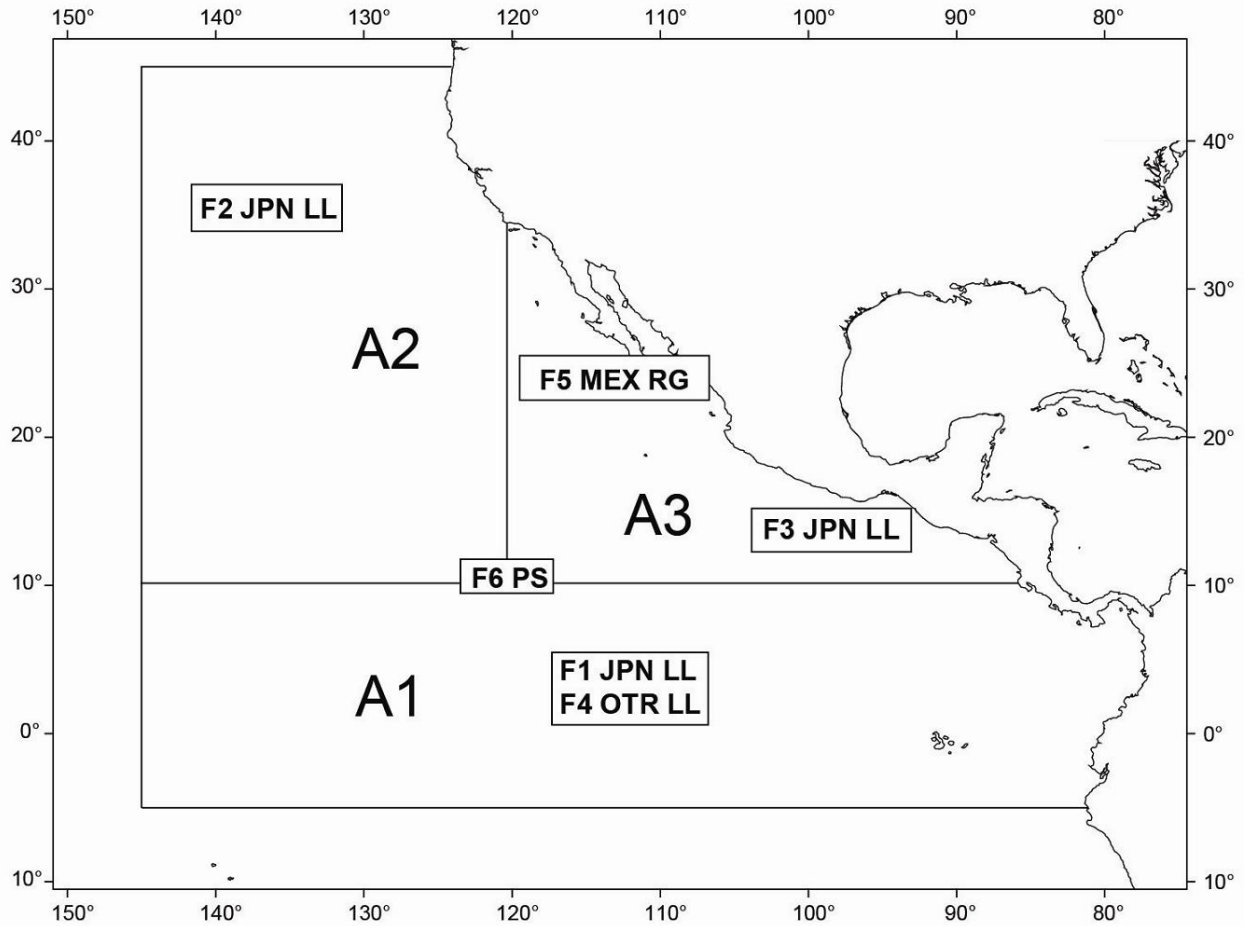 150° 140° 130° 120° 110° 100° 90° 80°
40° 40°
F2 JPN LL
30° 30°
A2
F5 MEX RG
20° 20°
A3
F3 JPN LL
F6 PS
10° 10°
F1 JPN LL
A1
F4 OTR LL
0° 0°
10° 10°
150° 140° 130° 120° 110° 100° 90° 80°